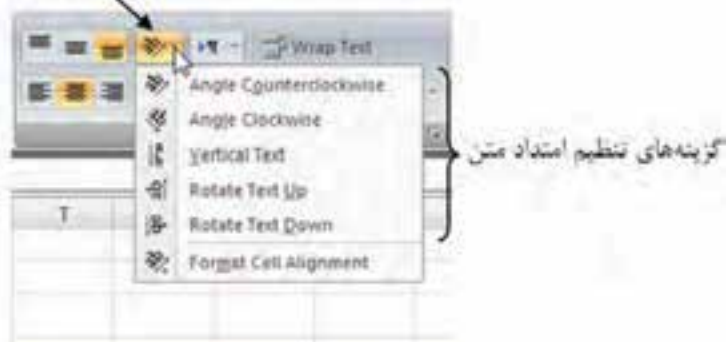 Wrap Text
Angle Counterclockwise
Angle Clockwise
Vertical Text
Rotate Text Up
Rotate Text Down
Format Cell Alignment
گزینه‌های تنظیم امتداد متن
T